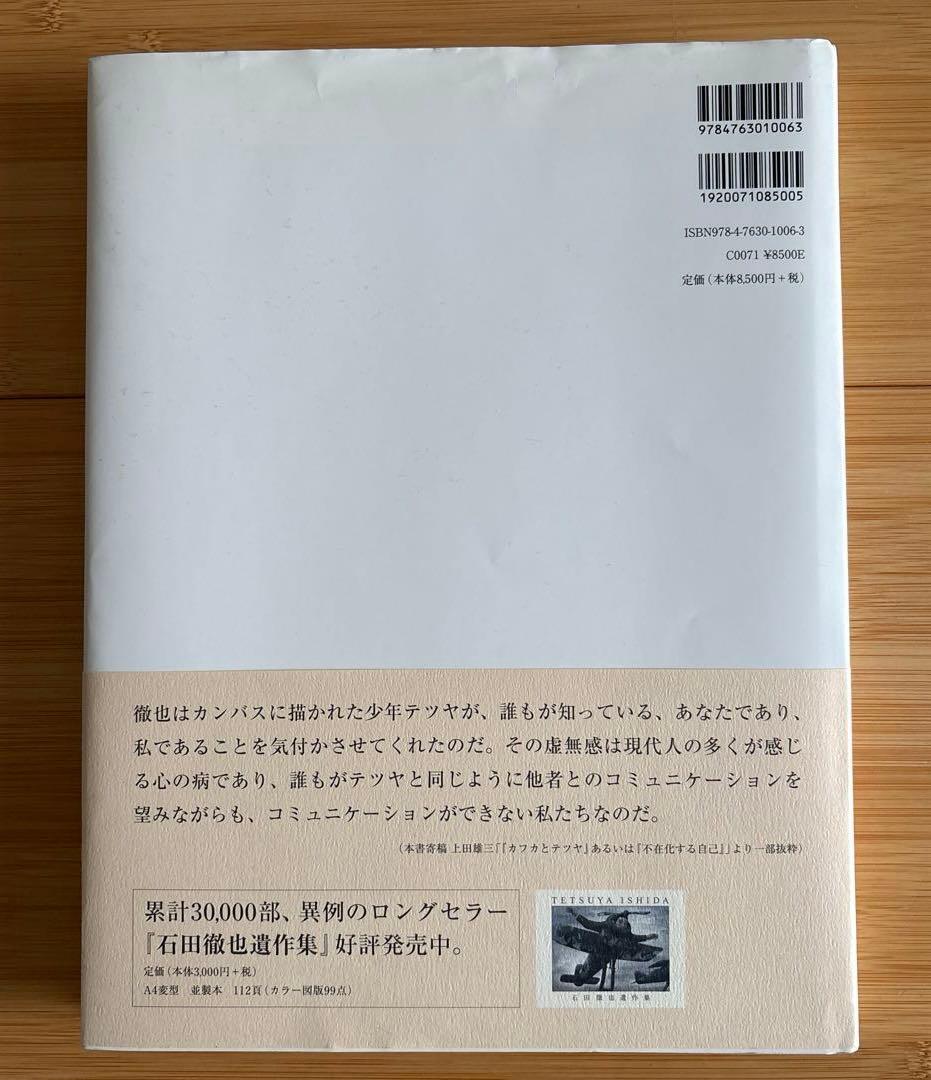 9784763010063
1920071085005
ISBN978-4-7630-1006-3
C0071 ¥8500E
定価(本体8,500円+税)
徹也はカンバスに描かれた少年テツヤが、誰もが知っている、あなたであり、
私であることを気付かさせてくれたのだ。その虚無感は現代人の多くが感じ
る心の病であり、誰もがテツヤと同じように他者とのコミュニケーションを
望みながらも、コミュニケーションができない私たちなのだ。
(本書寄稿 上田雄三「『カフカとテツヤ』あるいは『不在化する自己』」より一部抜粋)
累計30,000部、異例のロングセラー
『石田徹也遺作集』好評発売中。
定価(本体3,000円+税)
A4変型 並製本 112頁(カラー図版99点)
TETSUYA ISHIDA
石田徹也遺作集